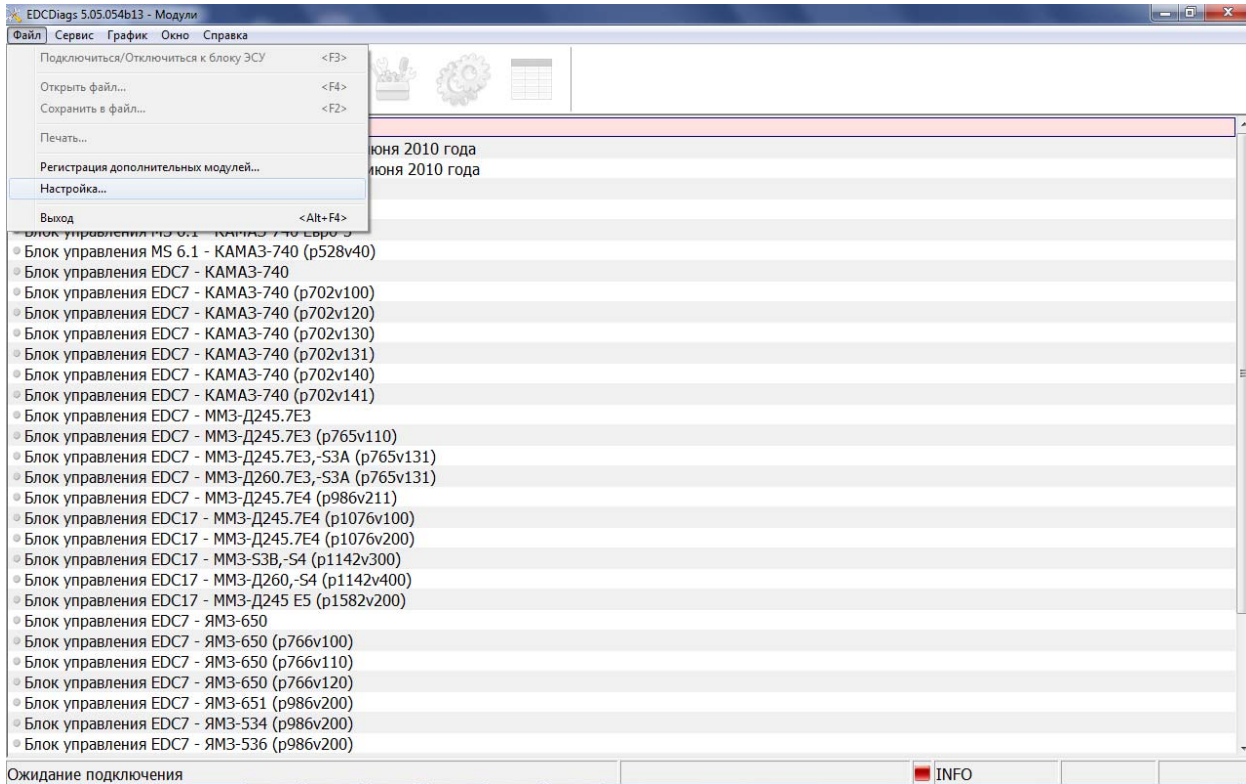 EDCDiags 5.05.054b13 - Модули
Файл Сервис График Окно Справка
Подключиться/Отключиться к блоку ЭСУ <F3>
Открыть файл... <F4>
Сохранить в файл... <F2>
Печать...
Регистрация дополнительных модулей...
Настройка...
Выход <Alt+F4>
июня 2010 года
июня 2010 года
Блок управления MS 6.1 - КАМАЗ-740 Евро-3
Блок управления MS 6.1 - КАМАЗ-740 (p528v40)
Блок управления EDC7 - КАМАЗ-740
Блок управления EDC7 - КАМАЗ-740 (p702v100)
Блок управления EDC7 - КАМАЗ-740 (p702v120)
Блок управления EDC7 - КАМАЗ-740 (p702v130)
Блок управления EDC7 - КАМАЗ-740 (p702v131)
Блок управления EDC7 - КАМАЗ-740 (p702v140)
Блок управления EDC7 - КАМАЗ-740 (p702v141)
Блок управления EDC7 - ММЗ-Д245.7Е3
Блок управления EDC7 - ММЗ-Д245.7Е3 (p765v110)
Блок управления EDC7 - ММЗ-Д245.7Е3,-S3A (p765v131)
Блок управления EDC7 - ММЗ-Д260.7Е3,-S3A (p765v131)
Блок управления EDC7 - ММЗ-Д245.7Е4 (p986v211)
Блок управления EDC17 - ММЗ-Д245.7Е4 (p1076v100)
Блок управления EDC17 - ММЗ-Д245.7Е4 (p1076v200)
Блок управления EDC17 - ММЗ-S3B,-S4 (p1142v300)
Блок управления EDC17 - ММЗ-Д260,-S4 (p1142v400)
Блок управления EDC17 - ММЗ-Д245 E5 (p1582v200)
Блок управления EDC7 - ЯМЗ-650
Блок управления EDC7 - ЯМЗ-650 (p766v100)
Блок управления EDC7 - ЯМЗ-650 (p766v110)
Блок управления EDC7 - ЯМЗ-650 (p766v120)
Блок управления EDC7 - ЯМЗ-651 (p986v200)
Блок управления EDC7 - ЯМЗ-534 (p986v200)
Блок управления EDC7 - ЯМЗ-536 (p986v200)
Ожидание подключения INFO